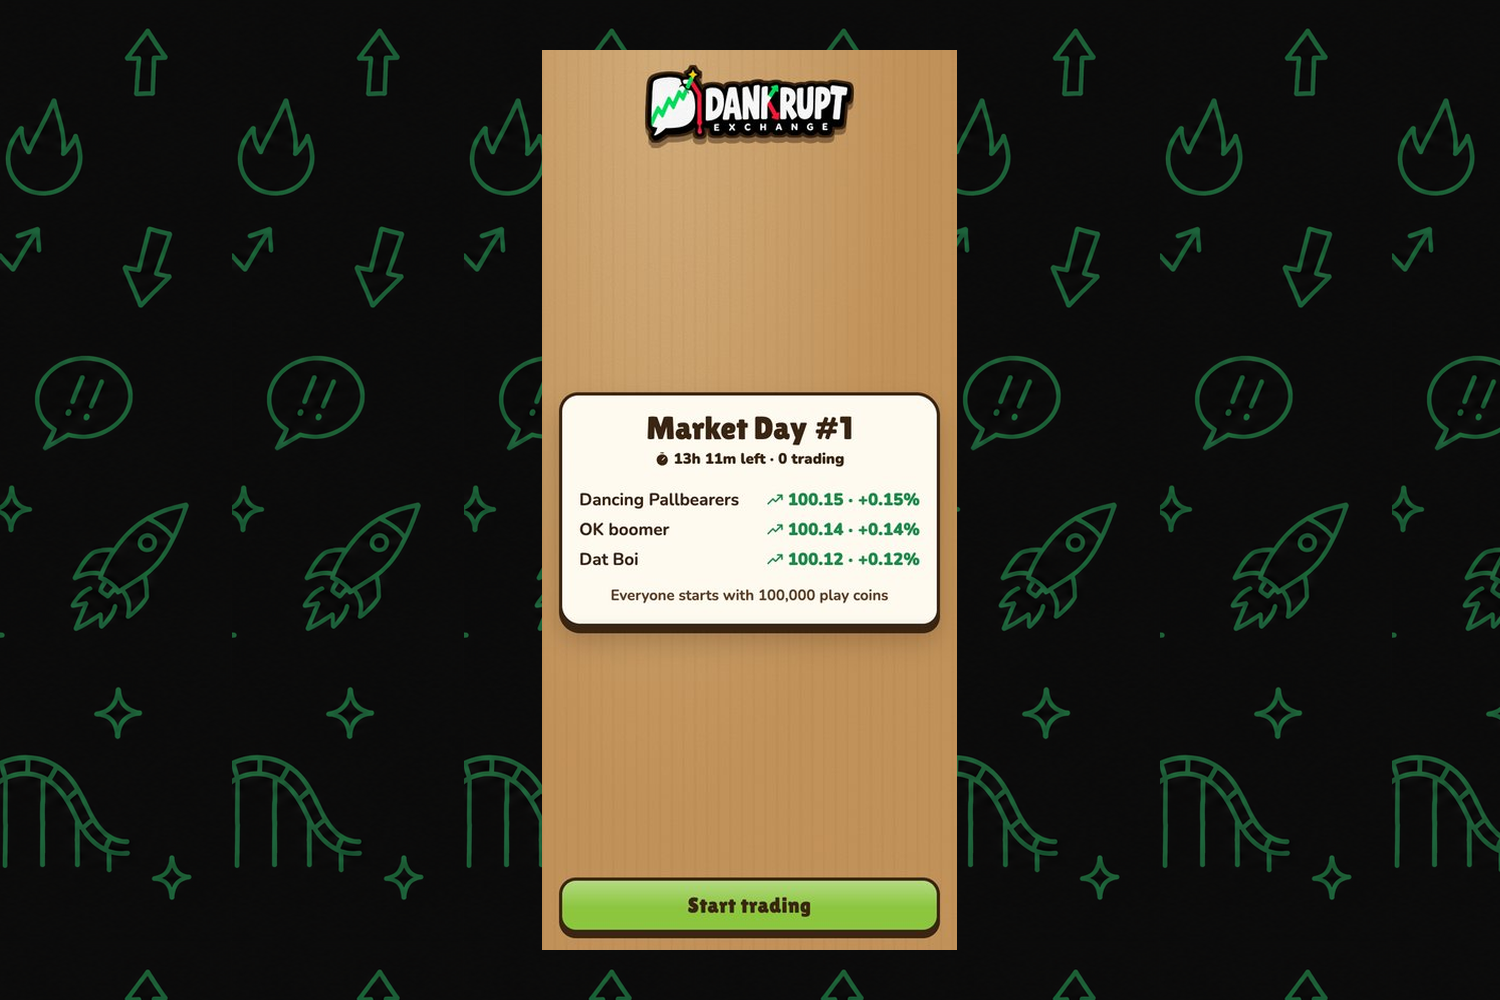 DANKRUPT
EXCHANGE
Market Day #1
13h 11m left · 0 trading
Dancing Pallbearers 100.15 · +0.15%
OK boomer 100.14 · +0.14%
Dat Boi 100.12 · +0.12%
Everyone starts with 100,000 play coins
Start trading